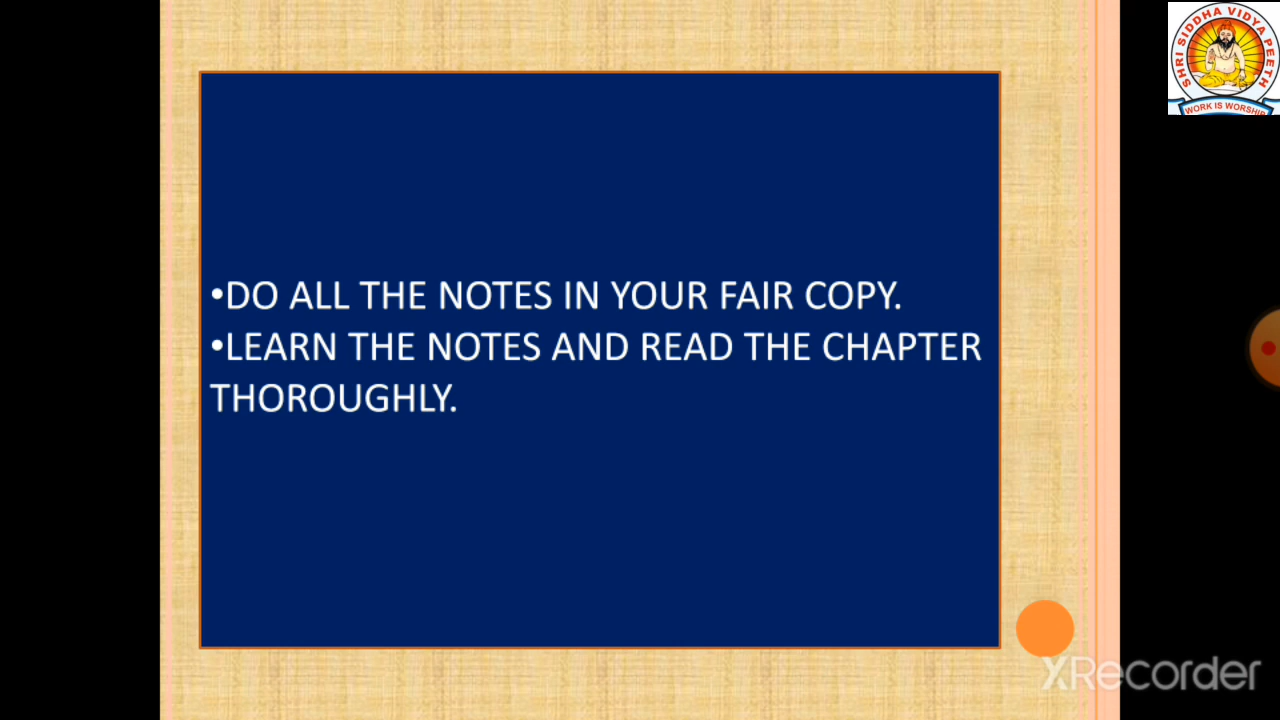 SHRI SIDDHA VIDYA PEETH
WORK IS WORSHIP
•DO ALL THE NOTES IN YOUR FAIR COPY.
•LEARN THE NOTES AND READ THE CHAPTER
THOROUGHLY.
XRecorder